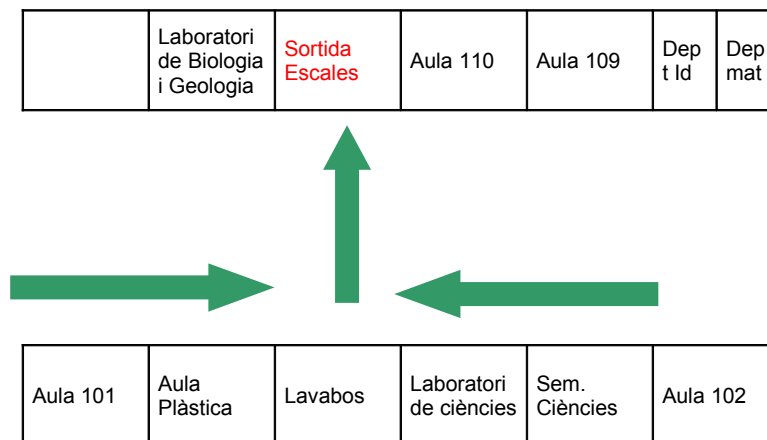 Laboratori
de Biologia
i Geologia
Sortida
Escales
Aula 110
Aula 109
Dep
t Id
Dep
mat
Aula 101
Aula
Plàstica
Lavabos
Laboratori
de ciències
Sem.
Ciències
Aula 102